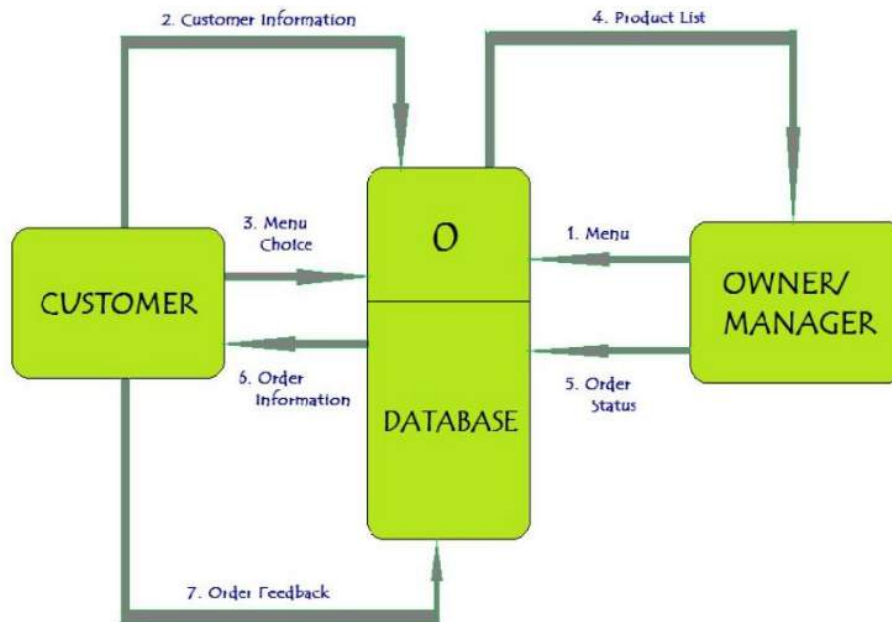 2. Customer Information
4. Product List
3. Menu
Choice
O
1. Menu
CUSTOMER
OWNER/
MANAGER
6. Order
Information
DATABASE
5. Order
Status
7. Order Feedback